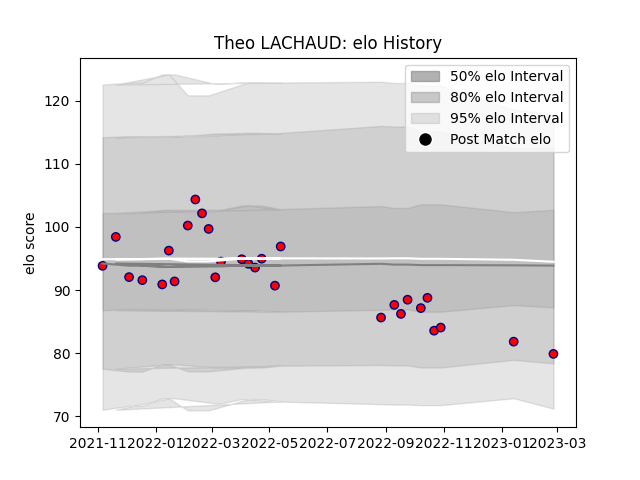 Theo LACHAUD: elo History
50% elo Interval
80% elo Interval
95% elo Interval
Post Match elo
elo score
120
110
100
90
80
70
2021-11 2022-01 2022-03 2022-05 2022-07 2022-09 2022-11 2023-01 2023-03